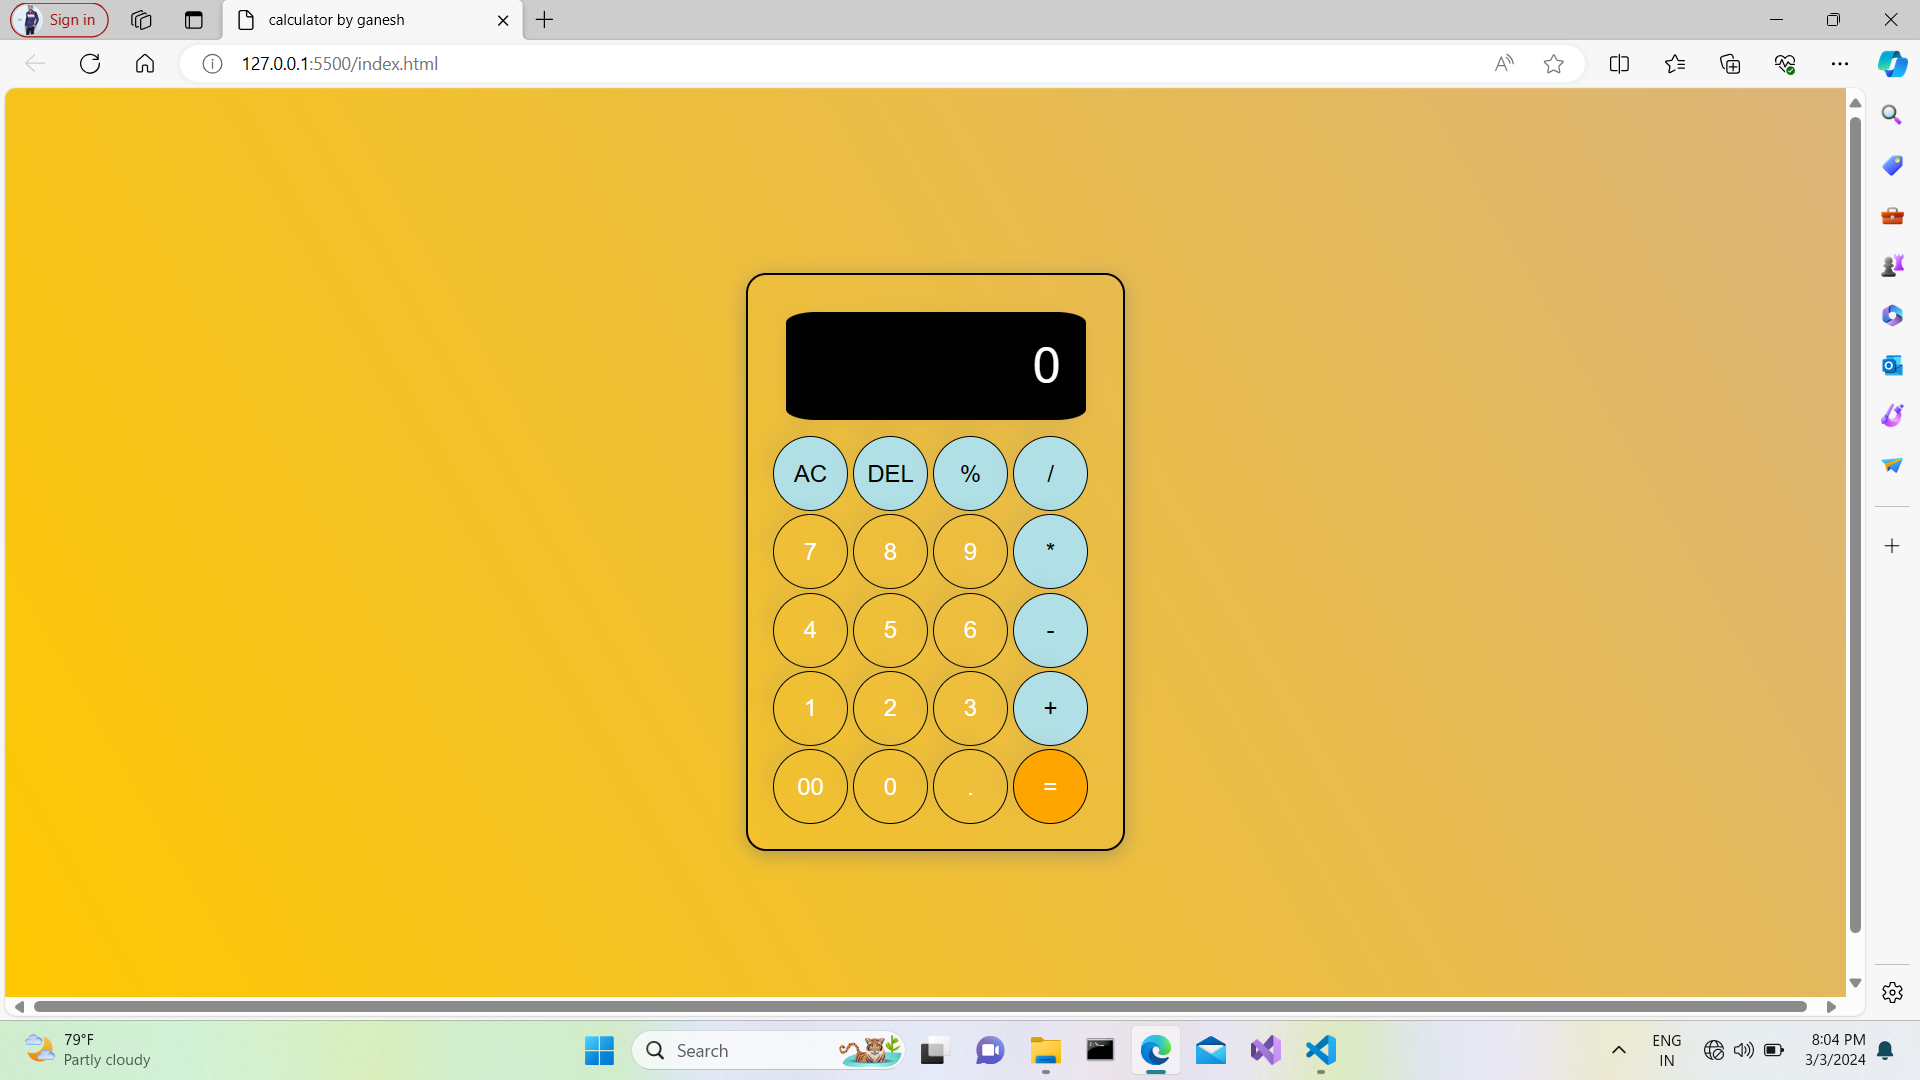 Sign in
calculator by ganesh
127.0.0.1:5500/index.html
0
AC DEL % /
7 8 9 *
4 5 6 -
1 2 3 +
00 0 . =
79°F
Partly cloudy
Search
ENG
IN
8:04 PM
3/3/2024